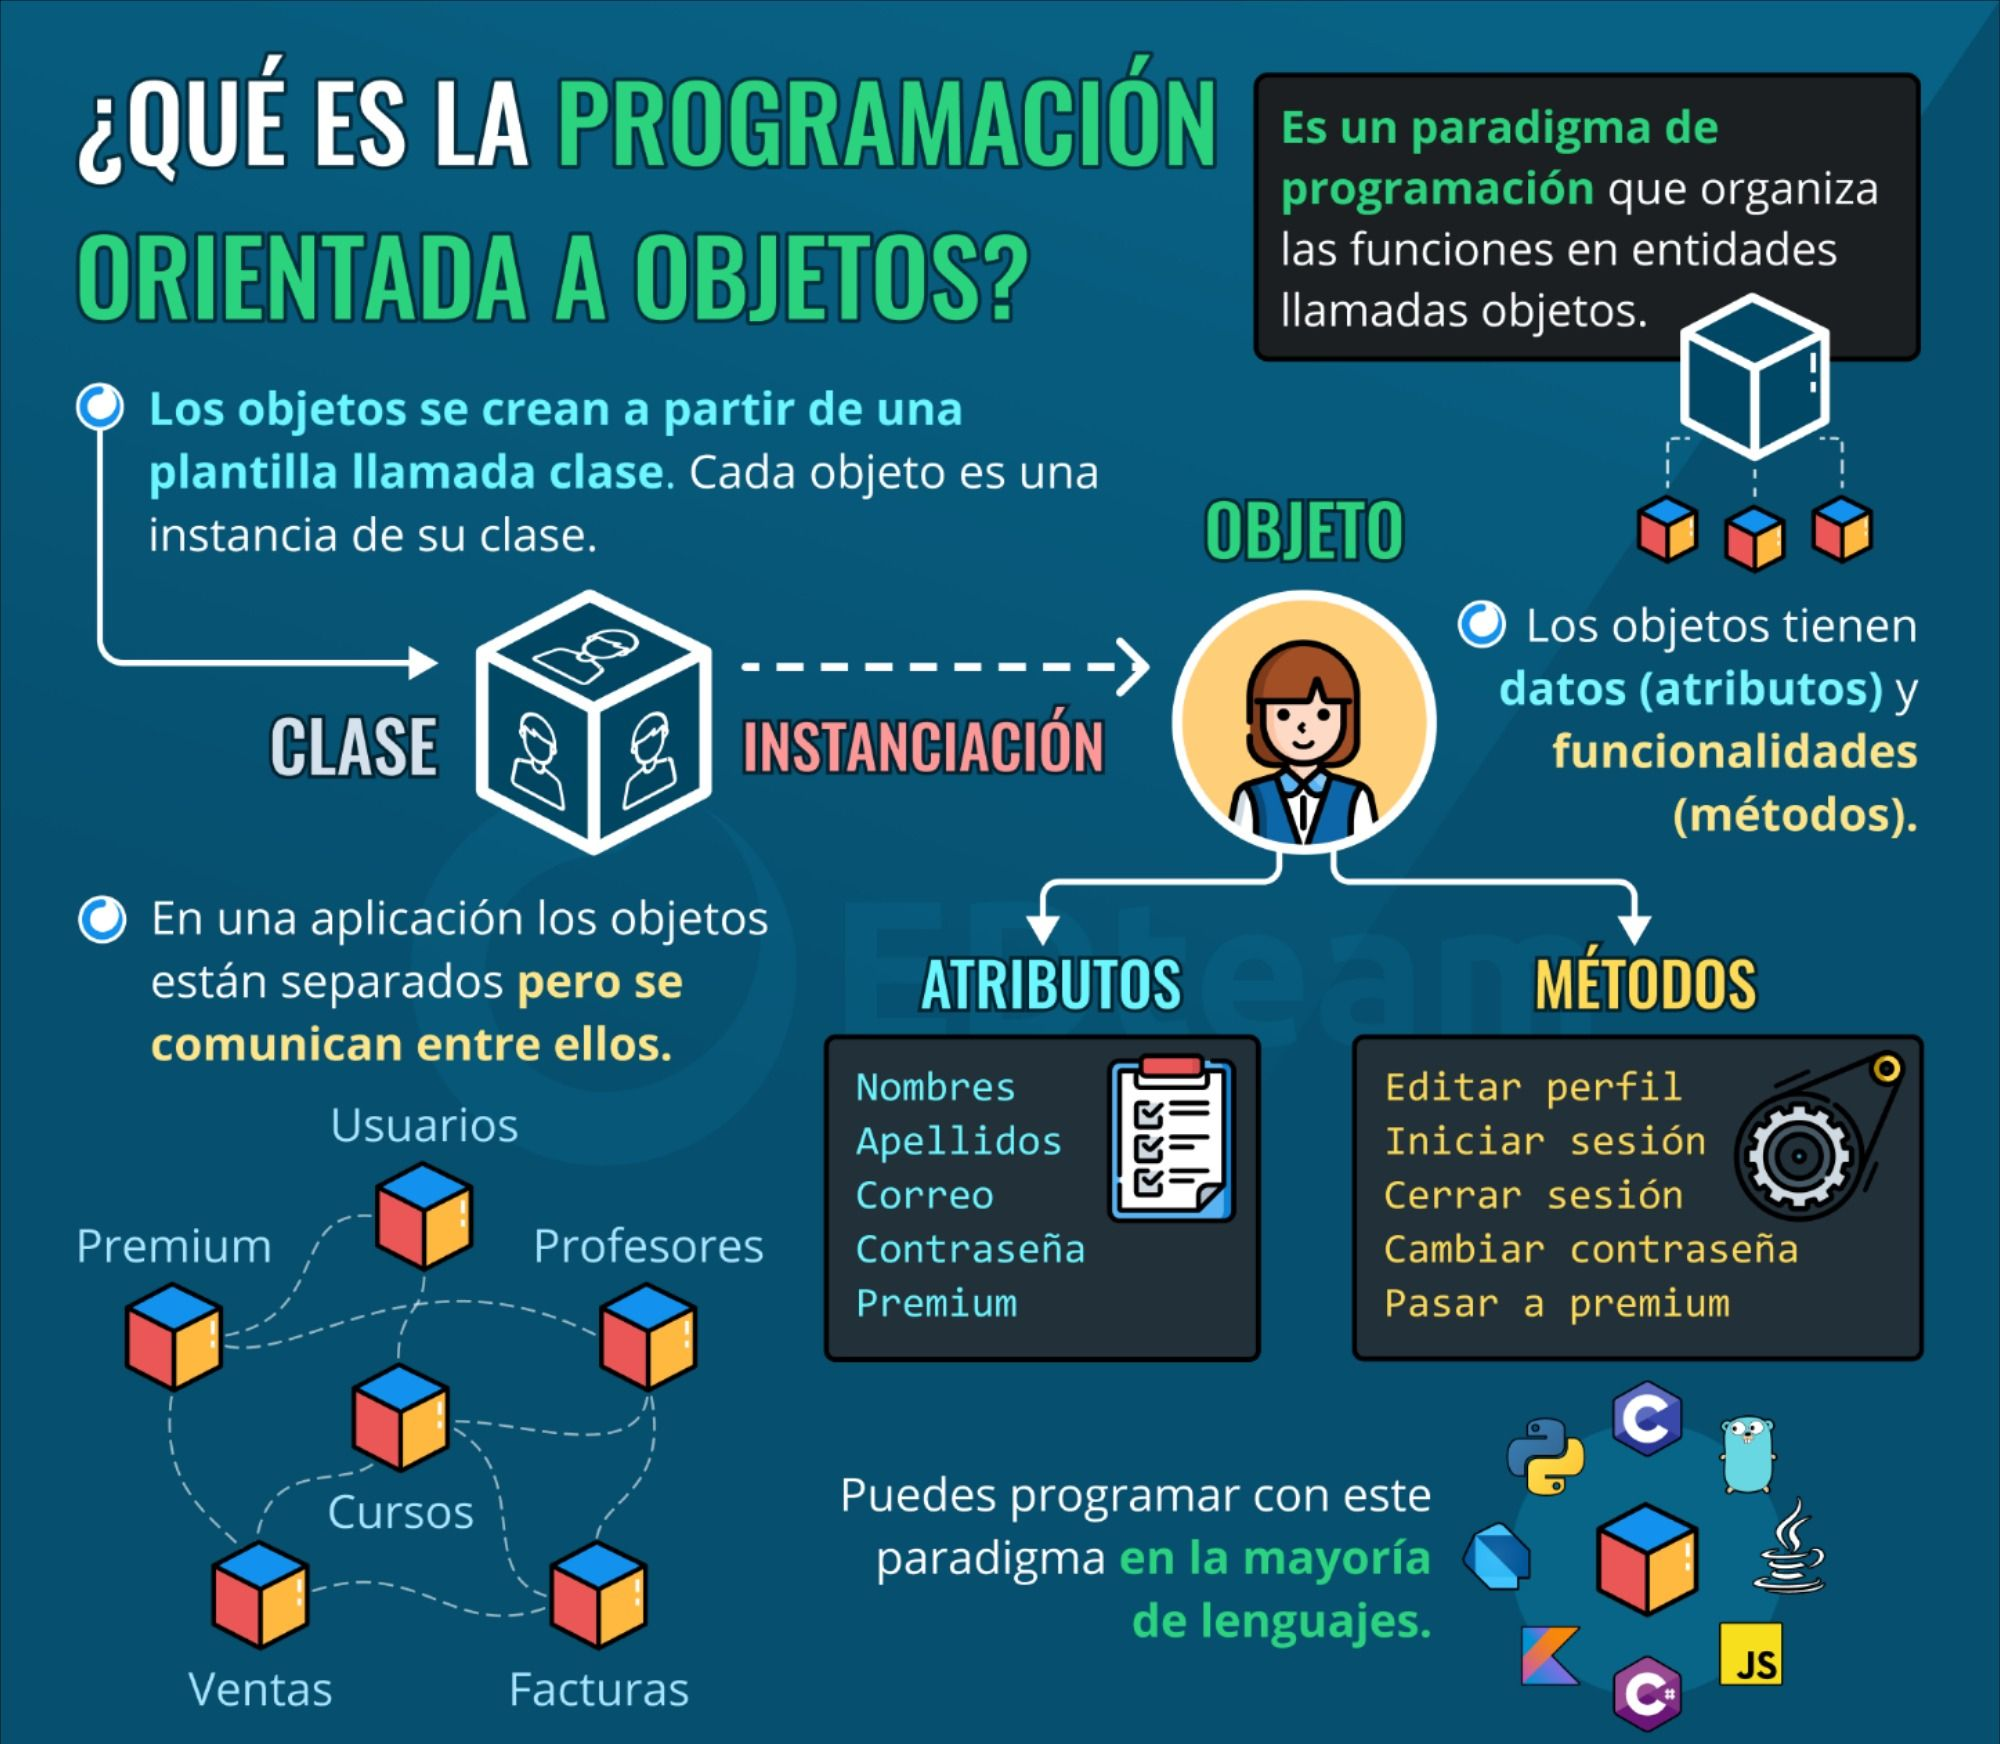 ¿QUÉ ES LA PROGRAMACIÓN
ORIENTADA A OBJETOS?
Es un paradigma de
programación que organiza
las funciones en entidades
llamadas objetos.
Los objetos se crean a partir de una
plantilla llamada clase. Cada objeto es una
instancia de su clase.
CLASE
INSTANCIACIÓN
OBJETO
Los objetos tienen
datos (atributos) y
funcionalidades
(métodos).
En una aplicación los objetos
están separados pero se
comunican entre ellos.
Usuarios
Premium
Profesores
Cursos
Ventas
Facturas
EDteam
ATRIBUTOS
Nombres
Apellidos
Correo
Contraseña
Premium
MÉTODOS
Editar perfil
Iniciar sesión
Cerrar sesión
Cambiar contraseña
Pasar a premium
Puedes programar con este
paradigma en la mayoría
de lenguajes.
C
JS
C#